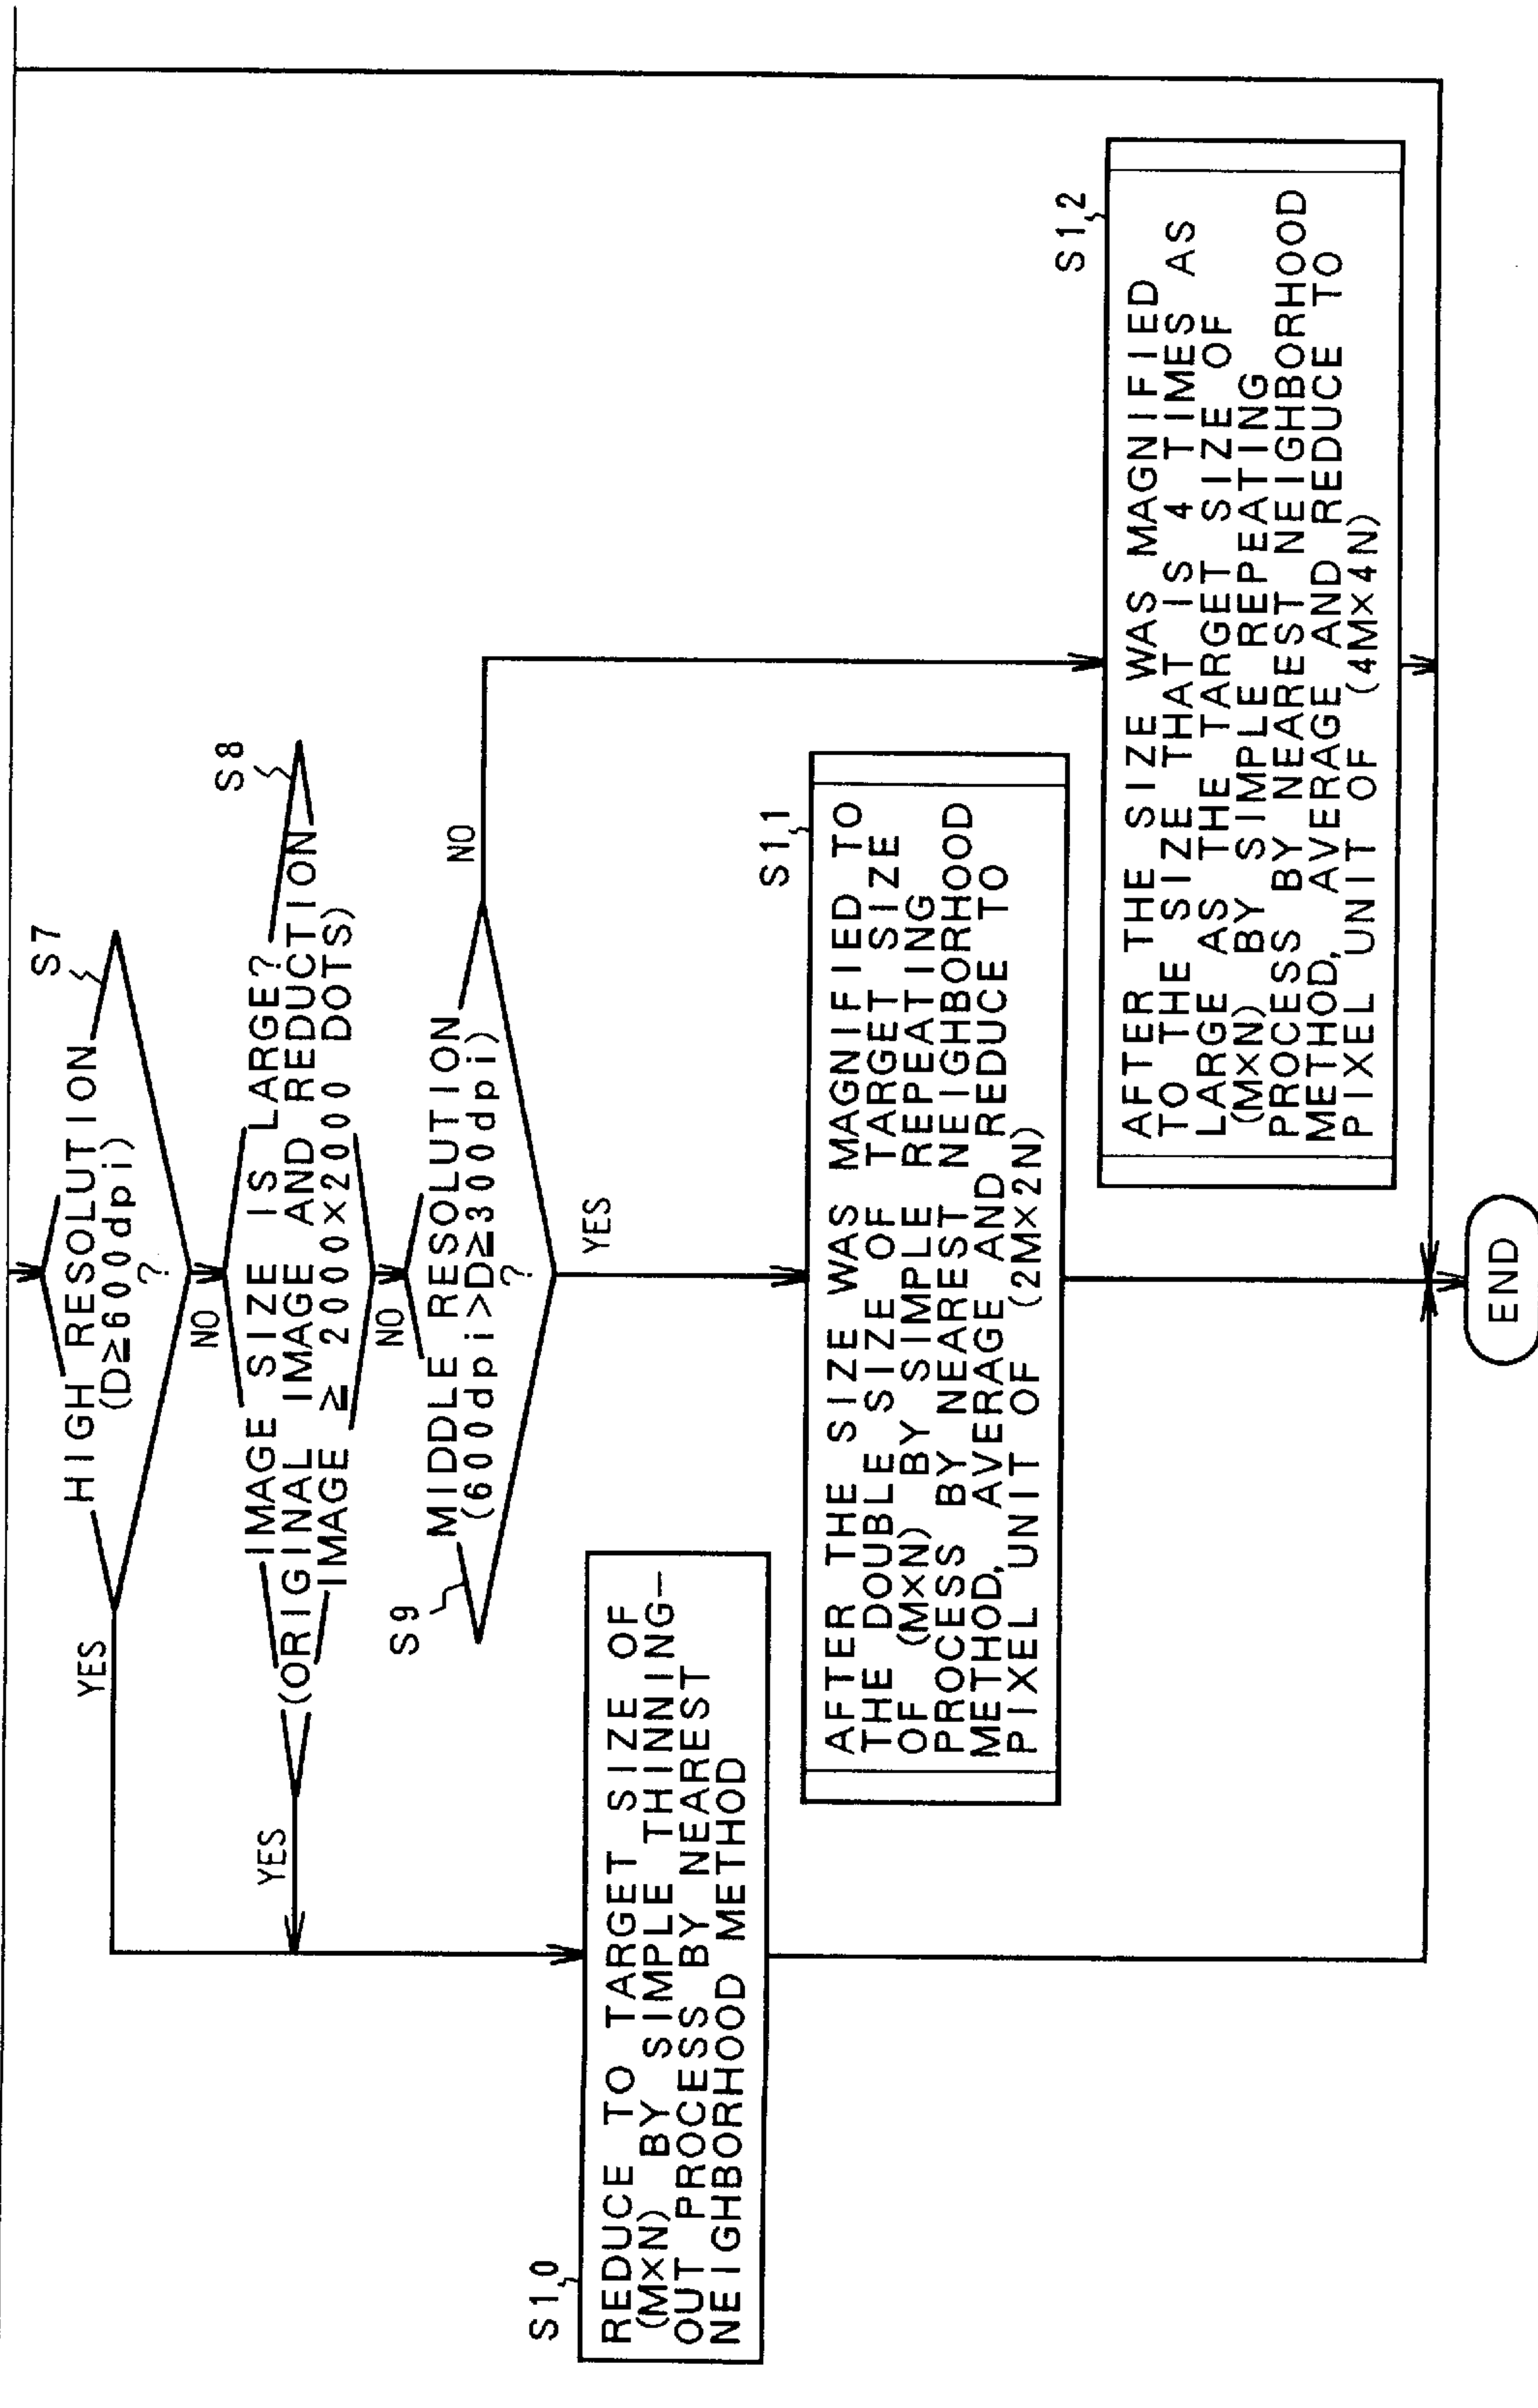 S7
HIGH RESOLUTION
(D≥600dpi)
?
YES
NO
S8
IMAGE SIZE IS LARGE?
(ORIGINAL IMAGE AND REDUCTION
IMAGE ≥ 2000×2000 DOTS)
YES
NO
S9
MIDDLE RESOLUTION
(600dpi>D≥300dpi)
?
NO
YES
S10
REDUCE TO TARGET SIZE OF
(M×N) BY SIMPLE THINNING-
OUT PROCESS BY NEAREST
NEIGHBORHOOD METHOD
S11
AFTER THE SIZE WAS MAGNIFIED TO
THE DOUBLE SIZE OF TARGET SIZE
OF (M×N) BY SIMPLE REPEATING
PROCESS BY NEAREST NEIGHBORHOOD
METHOD, AVERAGE AND REDUCE TO
PIXEL UNIT OF (2M×2N)
S12
AFTER THE SIZE WAS MAGNIFIED
TO THE SIZE THAT IS 4 TIMES AS
LARGE AS THE TARGET SIZE OF
(M×N) BY SIMPLE REPEATING
PROCESS BY NEAREST NEIGHBORHOOD
METHOD, AVERAGE AND REDUCE TO
PIXEL UNIT OF (4M×4N)
END